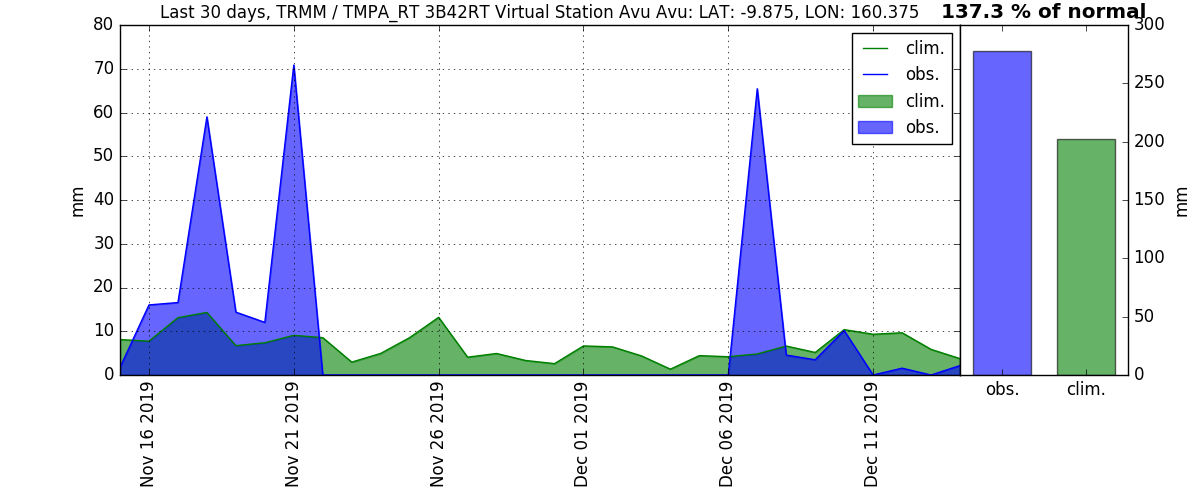 Last 30 days, TRMM / TMPA_RT 3B42RT Virtual Station Avu Avu: LAT: -9.875, LON: 160.375
137.3 % of normal
80
70
60
50
40
30
20
10
0
mm
clim.
obs.
clim.
obs.
Nov 16 2019
Nov 21 2019
Nov 26 2019
Dec 01 2019
Dec 06 2019
Dec 11 2019
300
250
200
150
100
50
0
mm
obs.
clim.